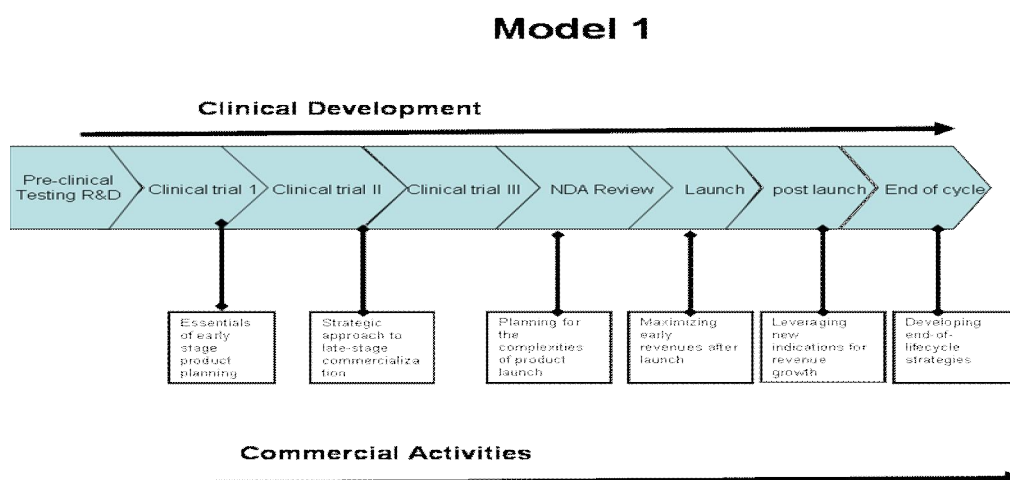 Model 1
Clinical Development
Pre-clinical
Testing R&D
Clinical trial 1
Clinical trial II
Clinical trial III
NDA Review
Launch
post launch
End of cycle
Essentials
of early
stage
product
planning
Strategic
approach to
late-stage
commercializa
tion
Planning for
the
complexities
of product
launch
Maximizing
early
revenues after
launch
Leveraging
new
indications for
revenue
growth
Developing
end-of-
lifecycle
strategies
Commercial Activities